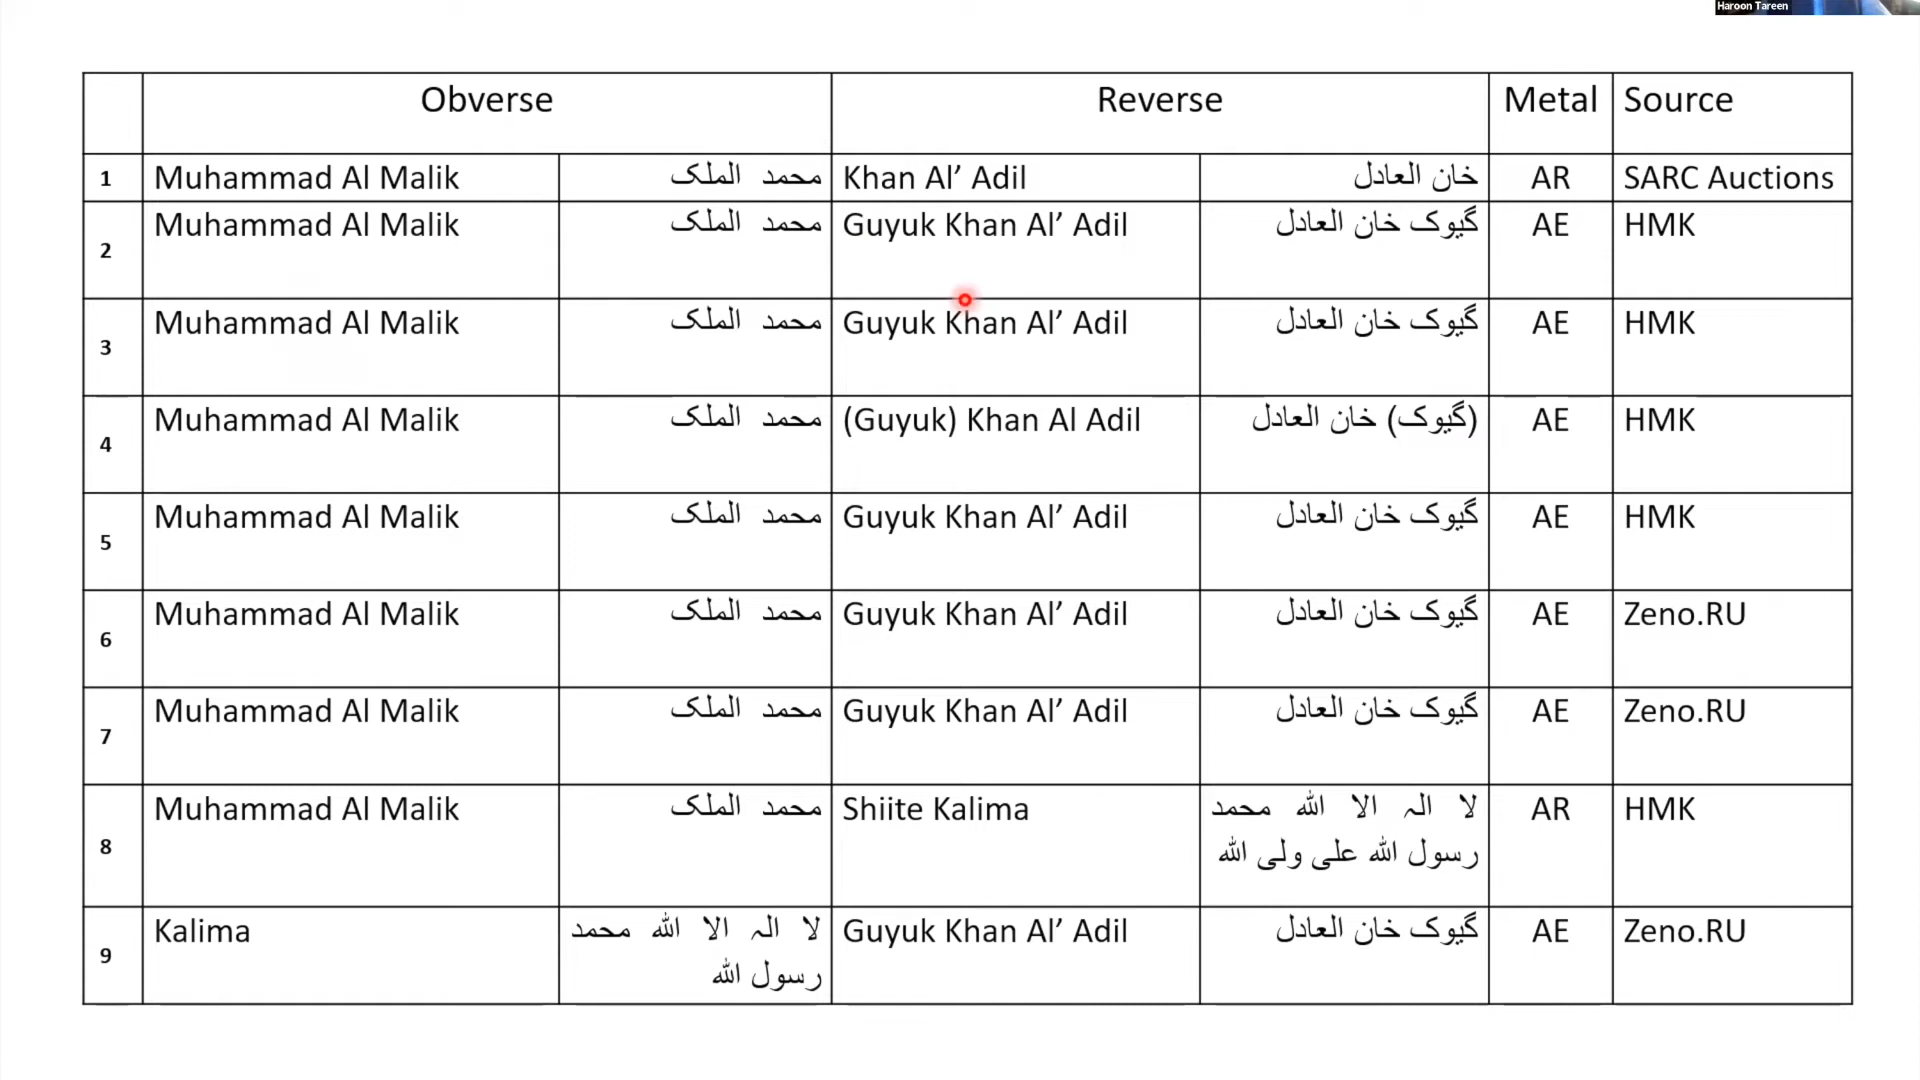 Haroon Tareen
Obverse Reverse Metal Source
1 Muhammad Al Malik محمد الملک Khan Al’ Adil خان العادل AR SARC Auctions
2 Muhammad Al Malik محمد الملک Guyuk Khan Al’ Adil گیوک خان العادل AE HMK
3 Muhammad Al Malik محمد الملک Guyuk Khan Al’ Adil گیوک خان العادل AE HMK
4 Muhammad Al Malik محمد الملک (Guyuk) Khan Al Adil (گیوک) خان العادل AE HMK
5 Muhammad Al Malik محمد الملک Guyuk Khan Al’ Adil گیوک خان العادل AE HMK
6 Muhammad Al Malik محمد الملک Guyuk Khan Al’ Adil گیوک خان العادل AE Zeno.RU
7 Muhammad Al Malik محمد الملک Guyuk Khan Al’ Adil گیوک خان العادل AE Zeno.RU
8 Muhammad Al Malik محمد الملک Shiite Kalima لا الہ الا الله محمد AR HMK
رسول الله علی ولی الله
9 Kalima لا الہ الا الله محمد Guyuk Khan Al’ Adil گیوک خان العادل AE Zeno.RU
رسول الله